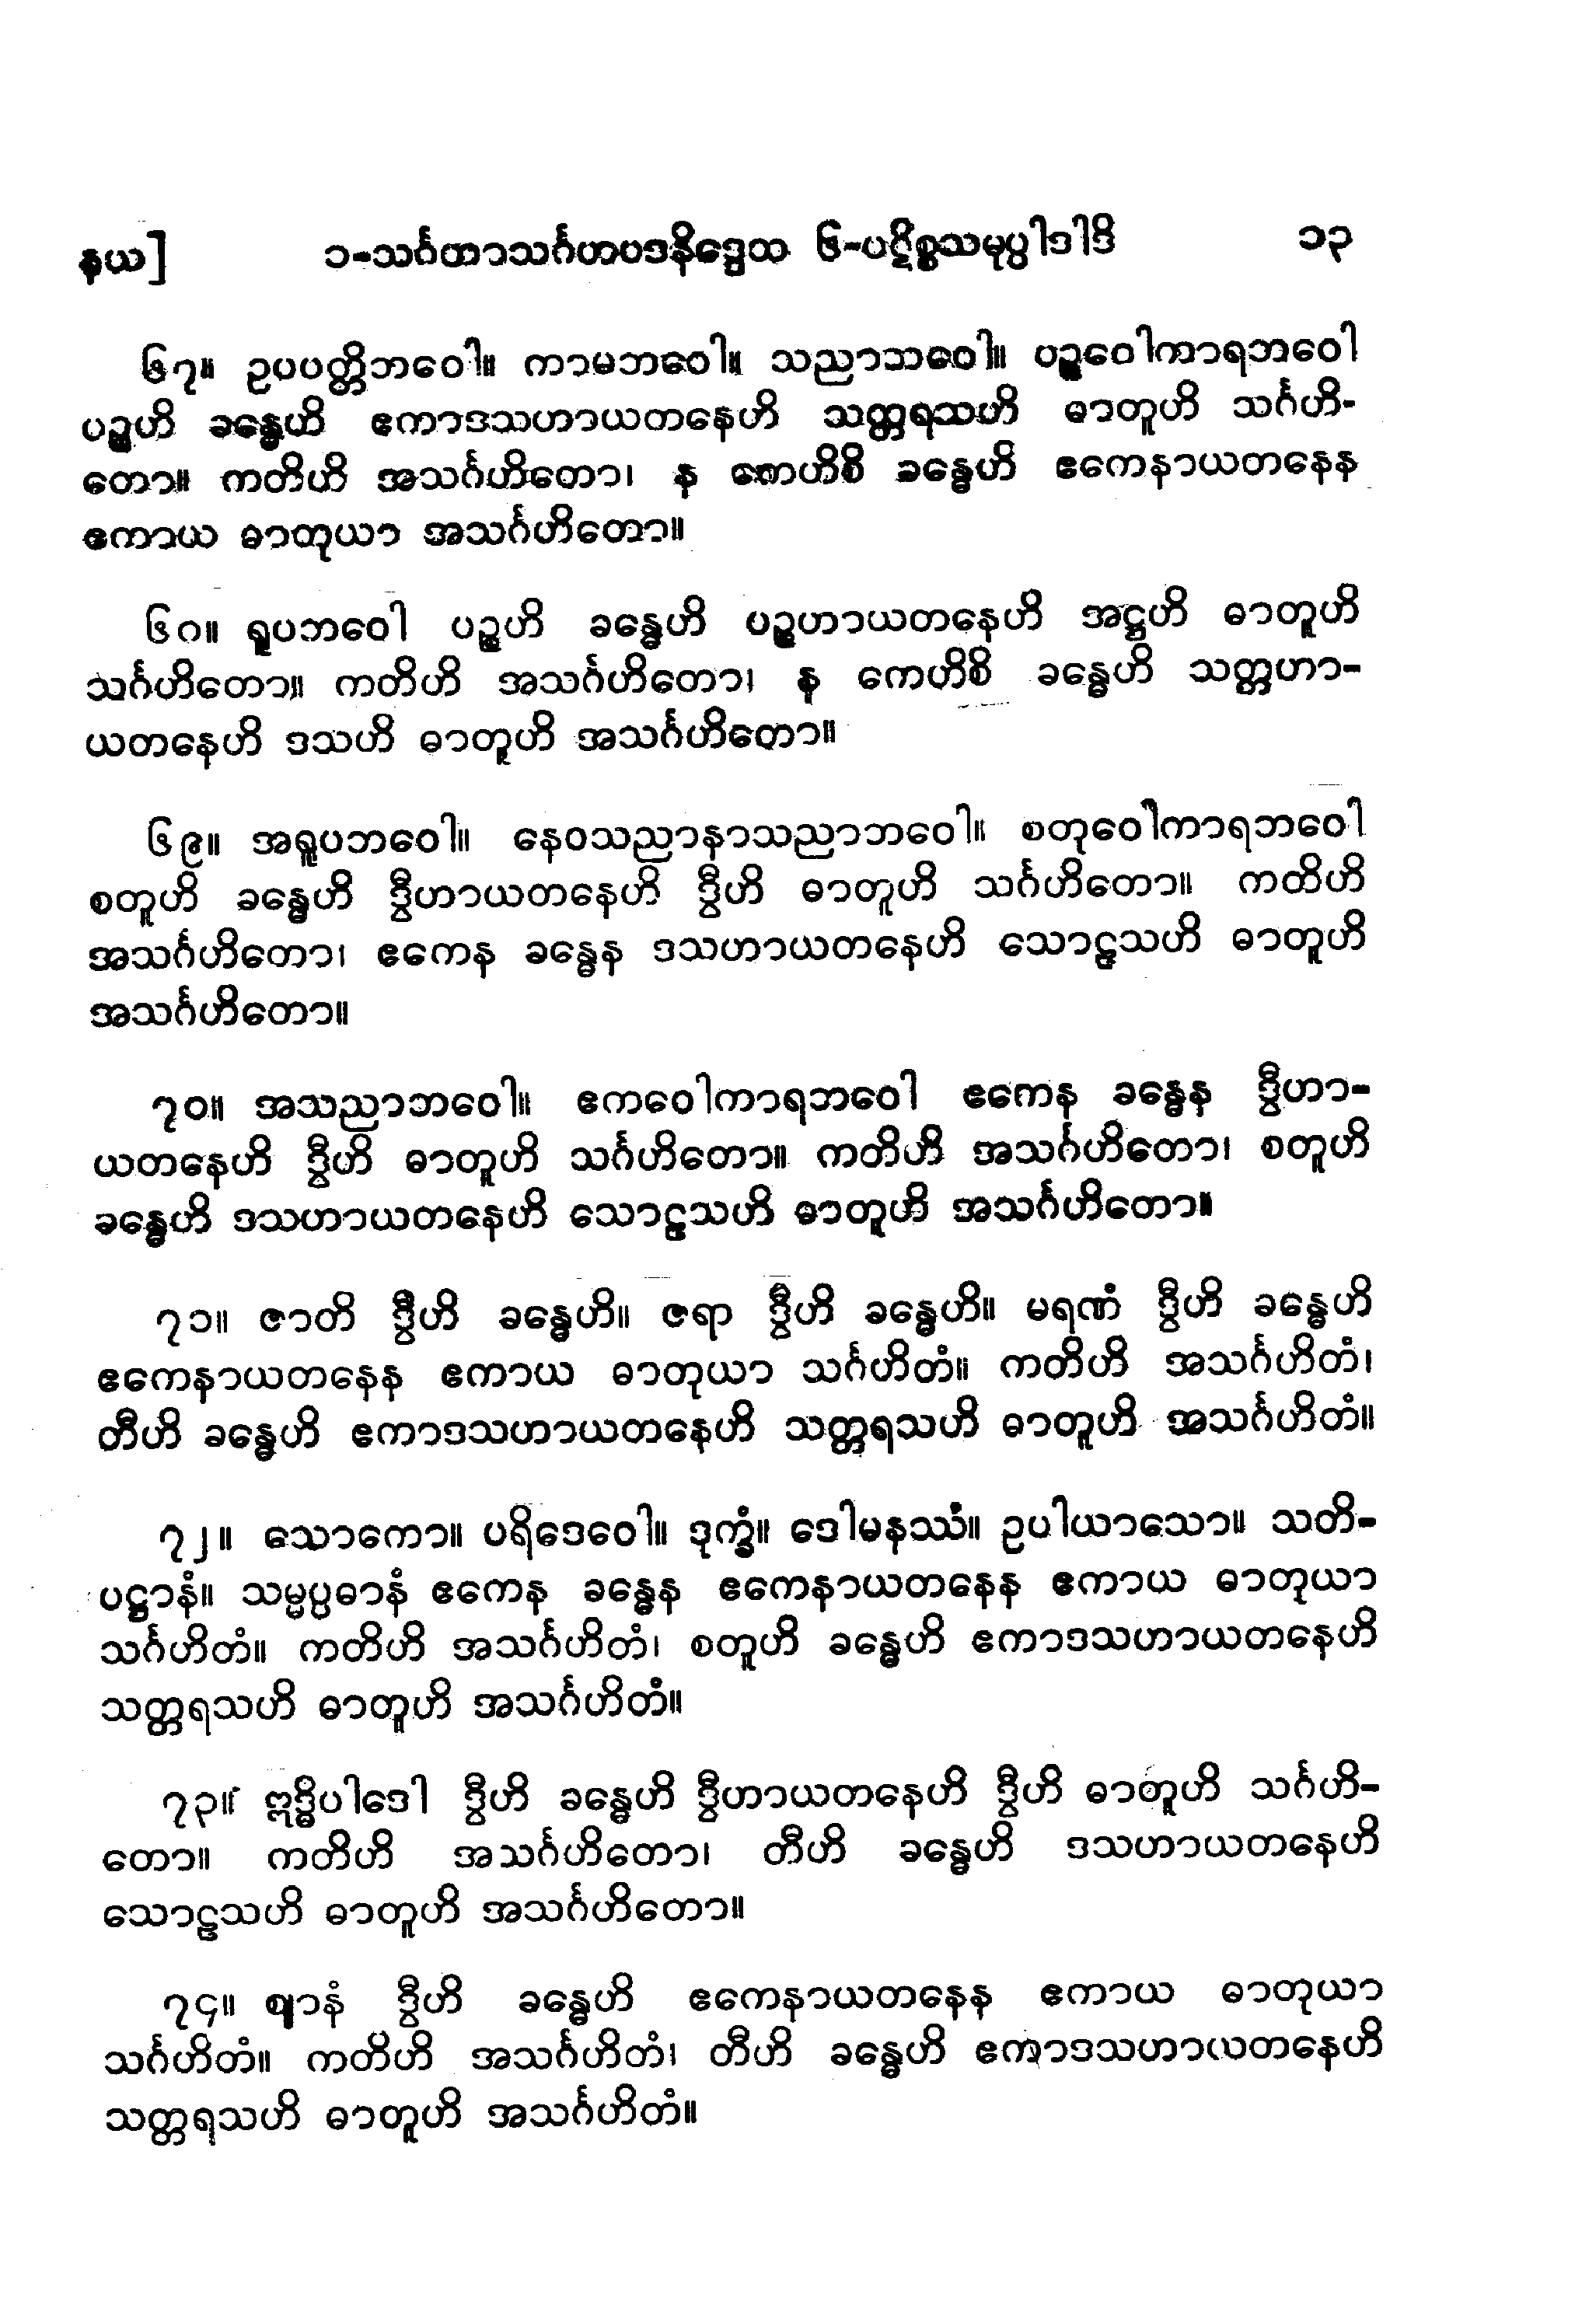 နယ] ၁-သင်္ဂဟာသင်္ဂဟပဒနိဒ္ဒေသ ၆-ပဋိစ္စသမုပ္ပါဒါဒိ ၁၃
၆၇။ ဥပပတ္တိဘဝေါ။ ကာမဘဝေါ။ သညာဘဝေါ။ ပဉ္စဝေါကာရဘဝေါ
ပဉ္စဟိ ခန္ဓေဟိ ဧကာဒသဟာယတနေဟိ သတ္တရသဟိ ဓာတူဟိ သင်္ဂဟိ-
တော။ ကတိဟိ အသင်္ဂဟိတော၊ န ကေဟိစိ ခန္ဓေဟိ ဧကေနာယတနေန
ဧကာယ ဓာတုယာ အသင်္ဂဟိတော။
၆၈။ ရူပဘဝေါ ပဉ္စဟိ ခန္ဓေဟိ ပဉ္စဟာယတနေဟိ အဋ္ဌဟိ ဓာတူဟိ
သင်္ဂဟိတော။ ကတိဟိ အသင်္ဂဟိတော၊ န ကေဟိစိ ခန္ဓေဟိ သတ္တဟာ-
ယတနေဟိ ဒသဟိ ဓာတူဟိ အသင်္ဂဟိတော။
၆၉။ အရူပဘဝေါ။ နေဝသညာနာသညာဘဝေါ။ စတုဝေါကာရဘဝေါ
စတူဟိ ခန္ဓေဟိ ဒွီဟာယတနေဟိ ဒွီဟိ ဓာတူဟိ သင်္ဂဟိတော။ ကတိဟိ
အသင်္ဂဟိတော၊ ဧကေန ခန္ဓေန ဒသဟာယတနေဟိ သောဠသဟိ ဓာတူဟိ
အသင်္ဂဟိတော။
၇၀။ အသညာဘဝေါ။ ဧကဝေါကာရဘဝေါ ဧကေန ခန္ဓေန ဒွီဟာ-
ယတနေဟိ ဒွီဟိ ဓာတူဟိ သင်္ဂဟိတော။ ကတိဟိ အသင်္ဂဟိတော၊ စတူဟိ
ခန္ဓေဟိ ဒသဟာယတနေဟိ သောဠသဟိ ဓာတူဟိ အသင်္ဂဟိတော။
၇၁။ ဇာတိ ဒွီဟိ ခန္ဓေဟိ။ ဇရာ ဒွီဟိ ခန္ဓေဟိ။ မရဏံ ဒွီဟိ ခန္ဓေဟိ
ဧကေနာယတနေန ဧကာယ ဓာတုယာ သင်္ဂဟိတံ။ ကတိဟိ အသင်္ဂဟိတံ၊
တီဟိ ခန္ဓေဟိ ဧကာဒသဟာယတနေဟိ သတ္တရသဟိ ဓာတူဟိ အသင်္ဂဟိတံ။
၇၂။ သောကော။ ပရိဒေဝေါ။ ဒုက္ခံ။ ဒေါမနဿံ။ ဥပါယာသော။ သတိ-
ပဋ္ဌာနံ။ သမ္မပ္ပဓာနံ ဧကေန ခန္ဓေန ဧကေနာယတနေန ဧကာယ ဓာတုယာ
သင်္ဂဟိတံ။ ကတိဟိ အသင်္ဂဟိတံ၊ စတူဟိ ခန္ဓေဟိ ဧကာဒသဟာယတနေဟိ
သတ္တရသဟိ ဓာတူဟိ အသင်္ဂဟိတံ။
၇၃။ ဣဒ္ဓိပါဒေါ ဒွီဟိ ခန္ဓေဟိ ဒွီဟာယတနေဟိ ဒွီဟိ ဓာတူဟိ သင်္ဂဟိ-
တော။ ကတိဟိ အသင်္ဂဟိတော၊ တီဟိ ခန္ဓေဟိ ဒသဟာယတနေဟိ
သောဠသဟိ ဓာတူဟိ အသင်္ဂဟိတော။
၇၄။ ဈာနံ ဒွီဟိ ခန္ဓေဟိ ဧကေနာယတနေန ဧကာယ ဓာတုယာ
သင်္ဂဟိတံ။ ကတိဟိ အသင်္ဂဟိတံ၊ တီဟိ ခန္ဓေဟိ ဧကာဒသဟာယတနေဟိ
သတ္တရသဟိ ဓာတူဟိ အသင်္ဂဟိတံ။